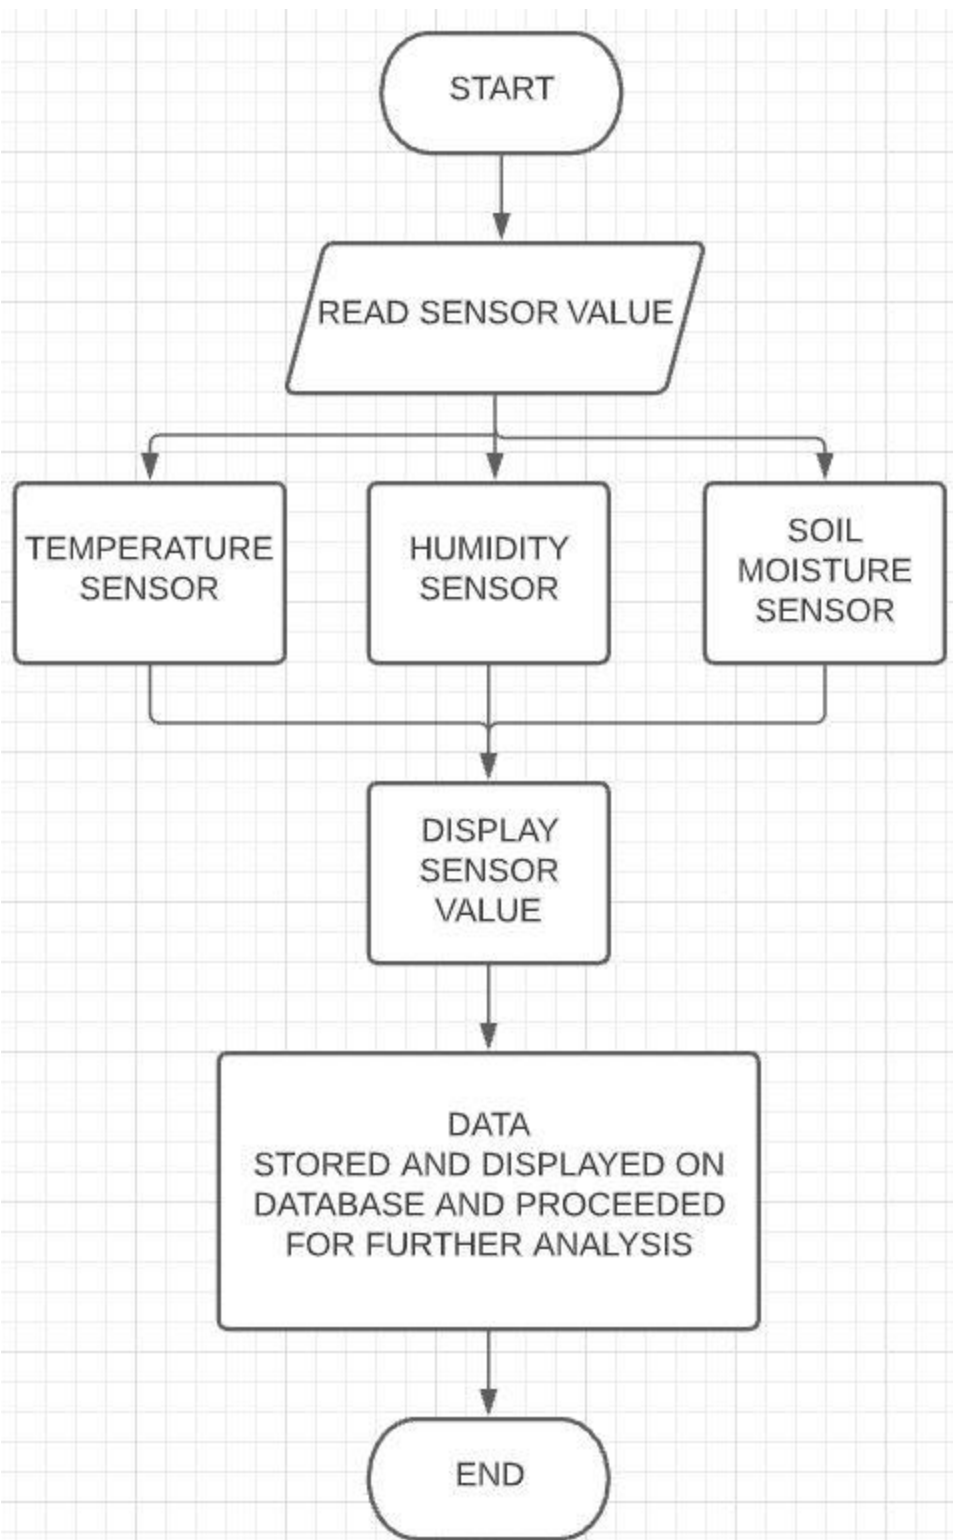 START
READ SENSOR VALUE
TEMPERATURE
SENSOR
HUMIDITY
SENSOR
SOIL
MOISTURE
SENSOR
DISPLAY
SENSOR
VALUE
DATA
STORED AND DISPLAYED ON
DATABASE AND PROCEEDED
FOR FURTHER ANALYSIS
END